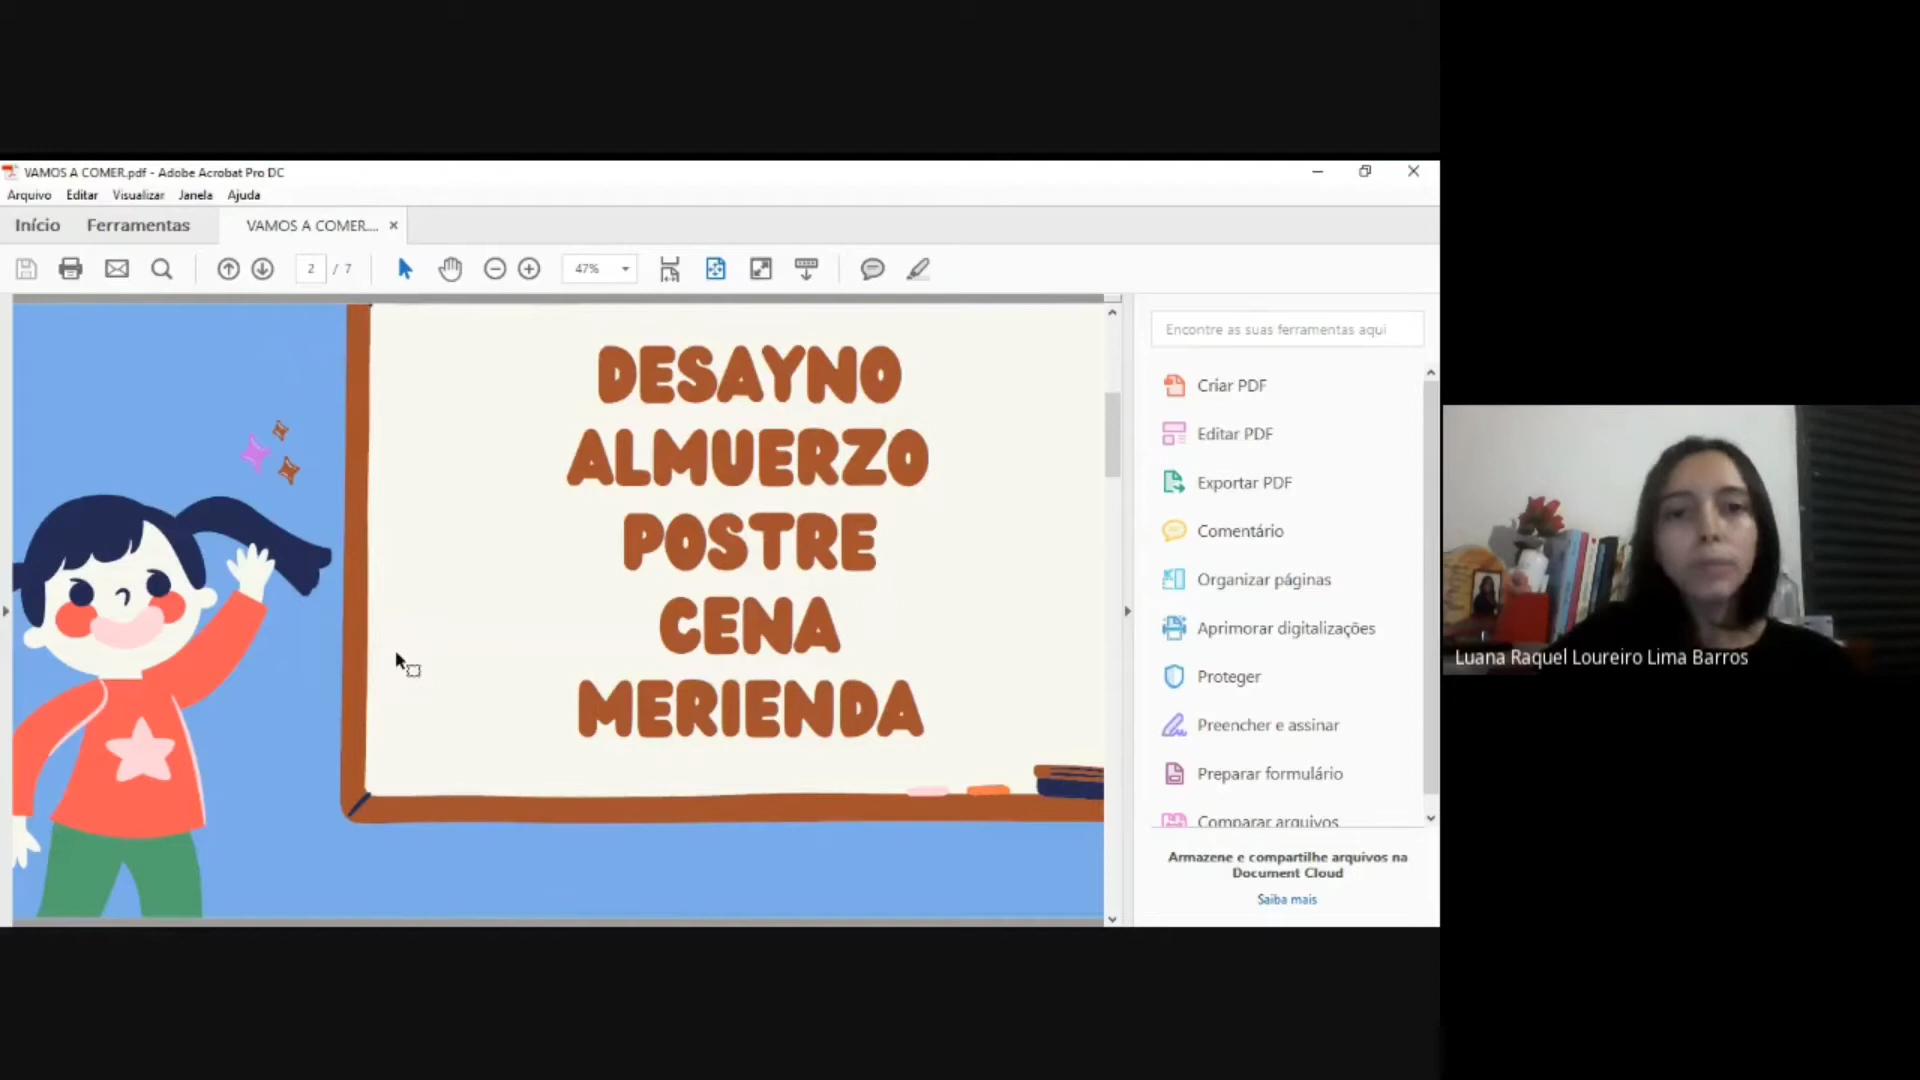 VAMOS A COMER.pdf - Adobe Acrobat Pro DC
Arquivo Editar Visualizar Janela Ajuda
Início Ferramentas VAMOS A COMER....
2 / 7 47%
DESAYNO
ALMUERZO
POSTRE
CENA
MERIENDA
Encontre as suas ferramentas aqui
Criar PDF
Editar PDF
Exportar PDF
Comentário
Organizar páginas
Aprimorar digitalizações
Proteger
Preencher e assinar
Preparar formulário
Comparar arquivos
Armazene e compartilhe arquivos na
Document Cloud
Saiba mais
Luana Raquel Loureiro Lima Barros